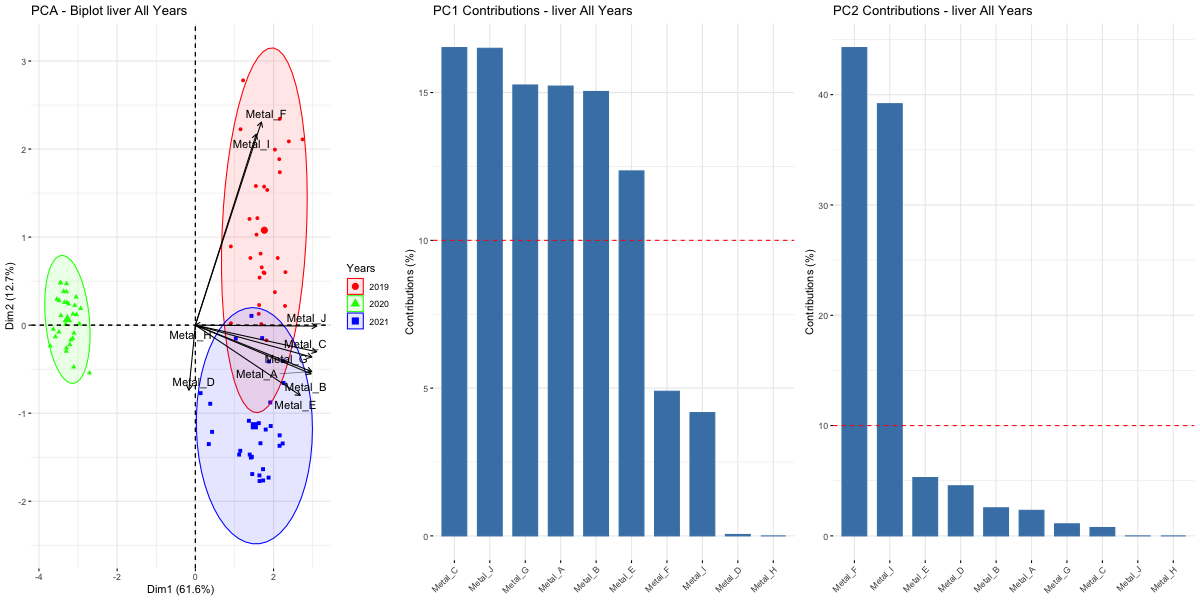 PCA - Biplot liver All Years
Dim2 (12.7%)
3
2
1
0
-1
-2
Metal_F
Metal_I
Metal_J
Metal_H
Metal_C
Metal_G
Metal_A
Metal_D
Metal_B
Metal_E
-4
-2
0
2
Dim1 (61.6%)
Years
2019
2020
2021
PC1 Contributions - liver All Years
Contributions (%)
15
10
5
0
Metal_C
Metal_J
Metal_G
Metal_A
Metal_B
Metal_E
Metal_F
Metal_I
Metal_D
Metal_H
PC2 Contributions - liver All Years
Contributions (%)
40
30
20
10
0
Metal_F
Metal_I
Metal_E
Metal_D
Metal_B
Metal_A
Metal_G
Metal_C
Metal_J
Metal_H